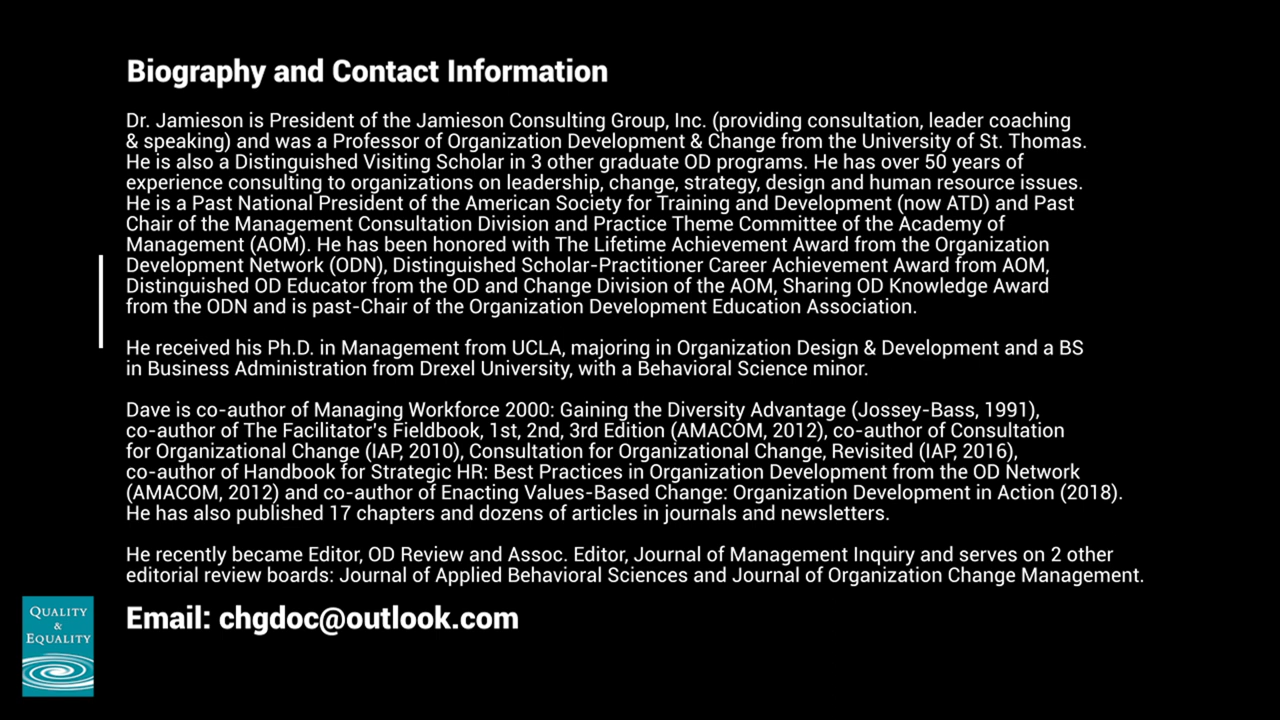 Biography and Contact Information
Dr. Jamieson is President of the Jamieson Consulting Group, Inc. (providing consultation, leader coaching
& speaking) and was a Professor of Organization Development & Change from the University of St. Thomas.
He is also a Distinguished Visiting Scholar in 3 other graduate OD programs. He has over 50 years of
experience consulting to organizations on leadership, change, strategy, design and human resource issues.
He is a Past National President of the American Society for Training and Development (now ATD) and Past
Chair of the Management Consultation Division and Practice Theme Committee of the Academy of
Management (AOM). He has been honored with The Lifetime Achievement Award from the Organization
Development Network (ODN), Distinguished Scholar-Practitioner Career Achievement Award from AOM,
Distinguished OD Educator from the OD and Change Division of the AOM, Sharing OD Knowledge Award
from the ODN and is past-Chair of the Organization Development Education Association.
He received his Ph.D. in Management from UCLA, majoring in Organization Design & Development and a BS
in Business Administration from Drexel University, with a Behavioral Science minor.
Dave is co-author of Managing Workforce 2000: Gaining the Diversity Advantage (Jossey-Bass, 1991),
co-author of The Facilitator's Fieldbook, 1st, 2nd, 3rd Edition (AMACOM, 2012), co-author of Consultation
for Organizational Change (IAP, 2010), Consultation for Organizational Change, Revisited (IAP, 2016),
co-author of Handbook for Strategic HR: Best Practices in Organization Development from the OD Network
(AMACOM, 2012) and co-author of Enacting Values-Based Change: Organization Development in Action (2018).
He has also published 17 chapters and dozens of articles in journals and newsletters.
He recently became Editor, OD Review and Assoc. Editor, Journal of Management Inquiry and serves on 2 other
editorial review boards: Journal of Applied Behavioral Sciences and Journal of Organization Change Management.
Email: chgdoc@outlook.com
QUALITY
&
EQUALITY